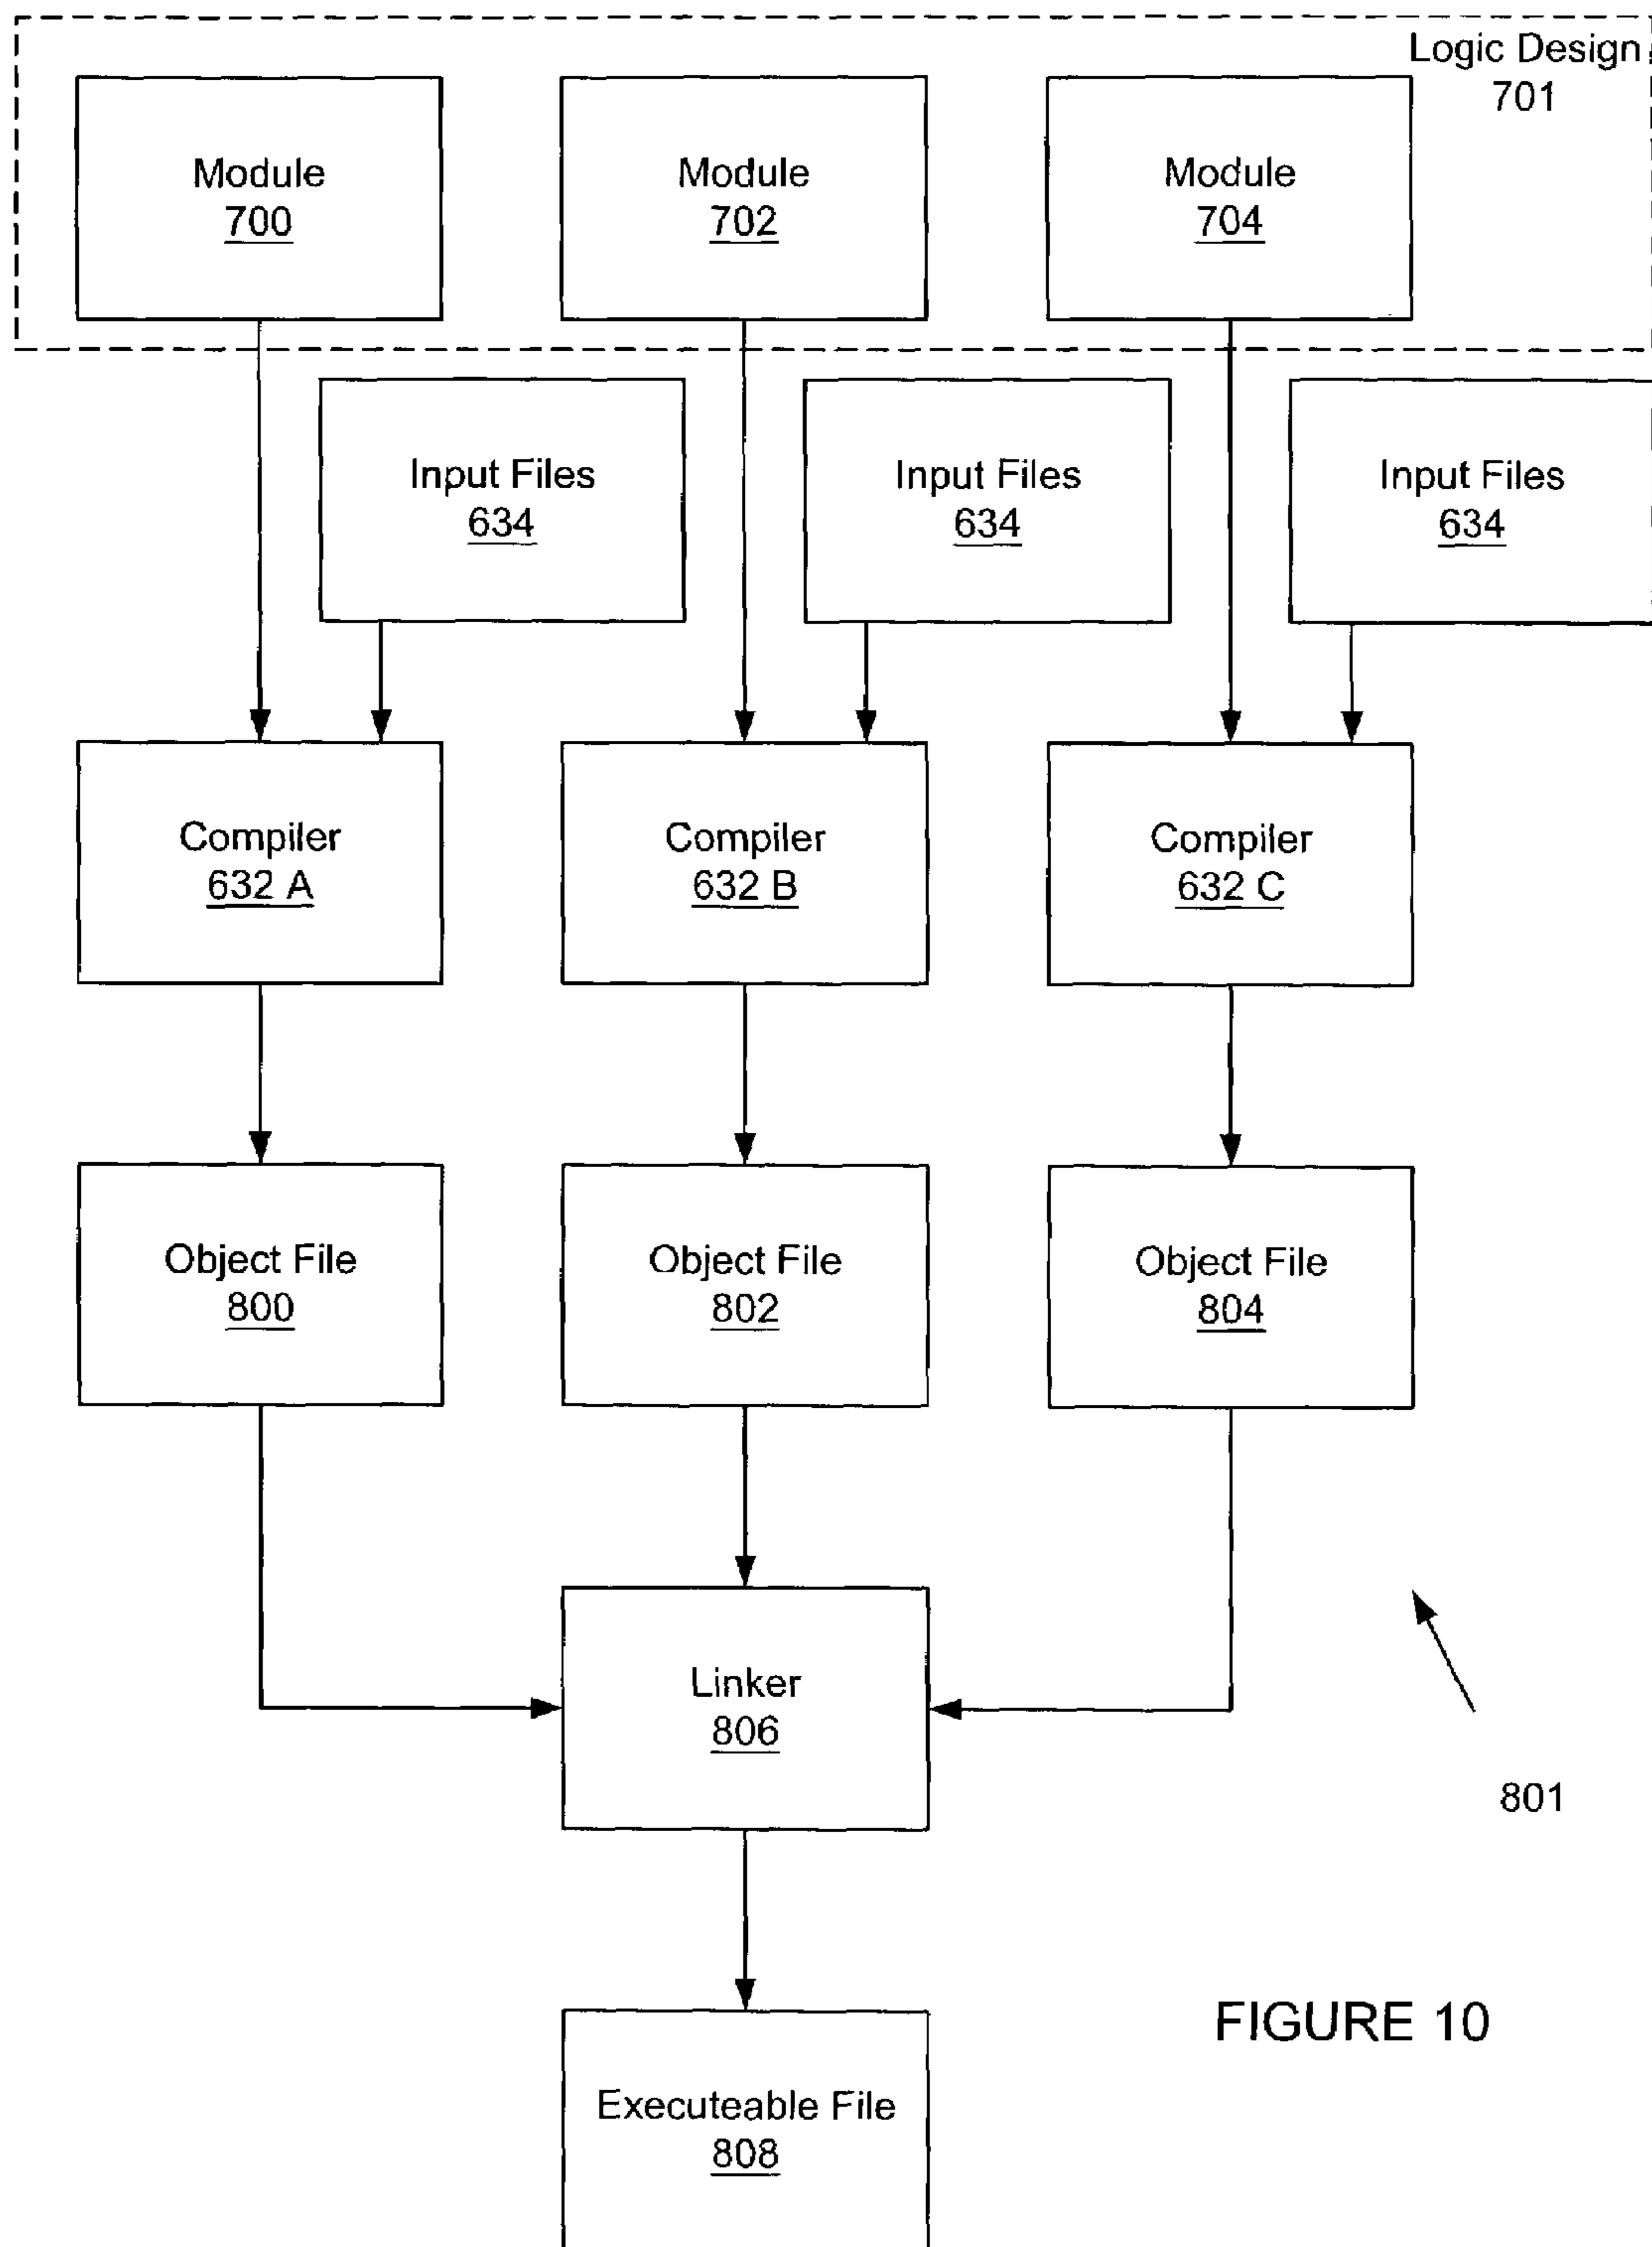 Logic Design
701
Module
700
Module
702
Module
704
Input Files
634
Input Files
634
Input Files
634
Compiler
632 A
Compiler
632 B
Compiler
632 C
Object File
800
Object File
802
Object File
804
Linker
806
801
Executeable File
808
FIGURE 10